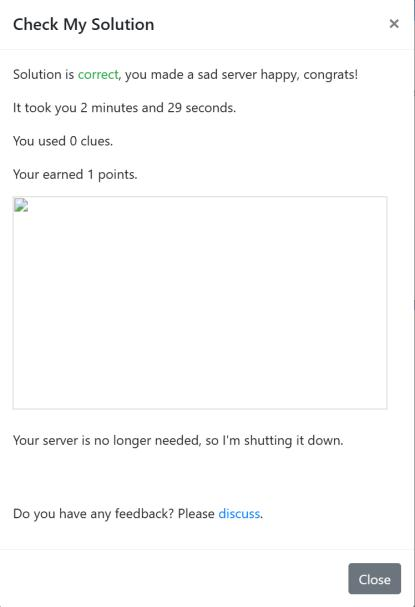 Check My Solution
×
Solution is correct, you made a sad server happy, congrats!
It took you 2 minutes and 29 seconds.
You used 0 clues.
Your earned 1 points.
Your server is no longer needed, so I'm shutting it down.
Do you have any feedback? Please discuss.
Close